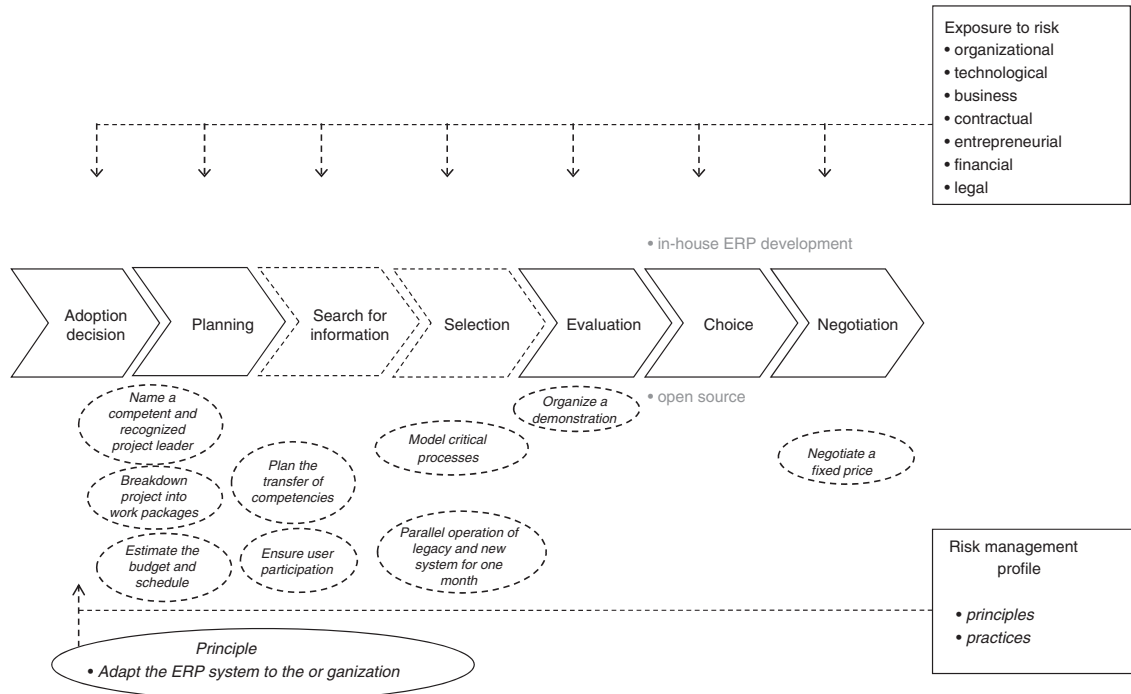 Exposure to risk
• organizational
• technological
• business
• contractual
• entrepreneurial
• financial
• legal
• in-house ERP development
Adoption
decision
Planning
Search for
information
Selection
Evaluation
Choice
Negotiation
• open source
Name a
competent and
recognized
project leader
Breakdown
project into
work packages
Estimate the
budget and
schedule
Plan the
transfer of
competencies
Ensure user
participation
Model critical
processes
Parallel operation of
legacy and new
system for one
month
Organize a
demonstration
Negotiate a
fixed price
Risk management
profile
• principles
• practices
Principle
• Adapt the ERP system to the or ganization